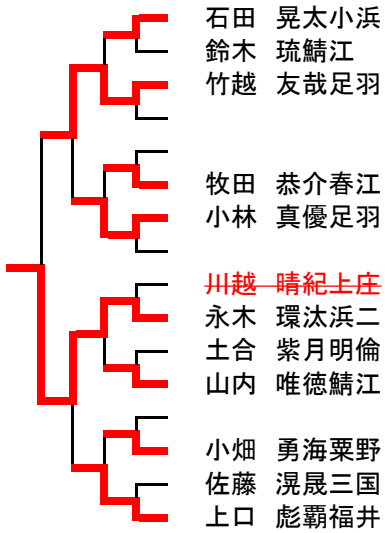 石田 晃太小浜
鈴木 琉鯖江
竹越 友哉足羽
牧田 恭介春江
小林 真優足羽
川越 晴紀上庄
永木 環汰浜二
土合 紫月明倫
山内 唯徳鯖江
小畑 勇海粟野
佐藤 滉晟三国
上口 彪覇福井